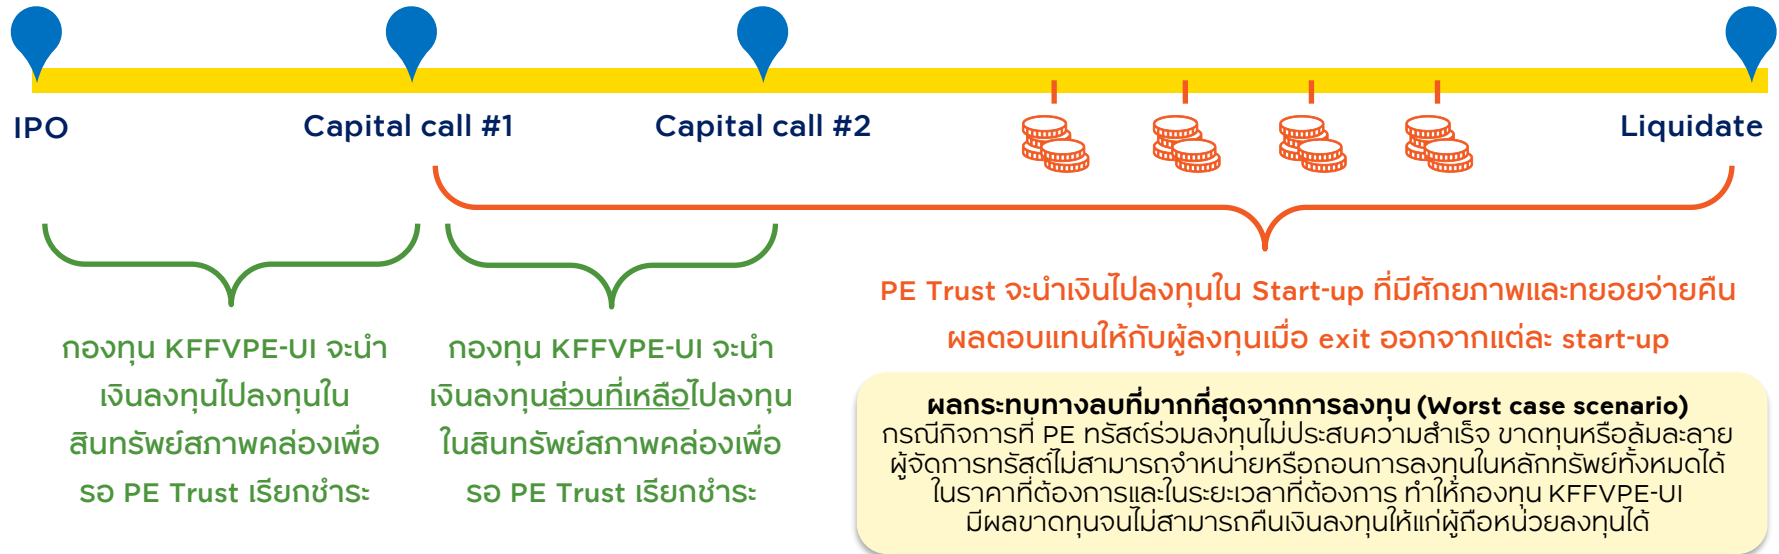 IPO
Capital call #1
Capital call #2
Liquidate
กองทุน KFFVPE-UI จะนำ
เงินลงทุนไปลงทุนใน
สินทรัพย์สภาพคล่องเพื่อ
รอ PE Trust เรียกชำระ
กองทุน KFFVPE-UI จะนำ
เงินลงทุนส่วนที่เหลือไปลงทุน
ในสินทรัพย์สภาพคล่องเพื่อ
รอ PE Trust เรียกชำระ
PE Trust จะนำเงินไปลงทุนใน Start-up ที่มีศักยภาพและทยอยจ่ายคืน
ผลตอบแทนให้กับผู้ลงทุนเมื่อ exit ออกจากแต่ละ start-up
ผลกระทบทางลบที่มากที่สุดจากการลงทุน (Worst case scenario)
กรณีกิจการที่ PE ทรัสต์ร่วมลงทุนไม่ประสบความสำเร็จ ขาดทุนหรือล้มละลาย
ผู้จัดการทรัสต์ไม่สามารถจำหน่ายหรือถอนการลงทุนในหลักทรัพย์ทั้งหมดได้
ในราคาที่ต้องการและในระยะเวลาที่ต้องการ ทำให้กองทุน KFFVPE-UI
มีผลขาดทุนจนไม่สามารถคืนเงินลงทุนให้แก่ผู้ถือหน่วยลงทุนได้